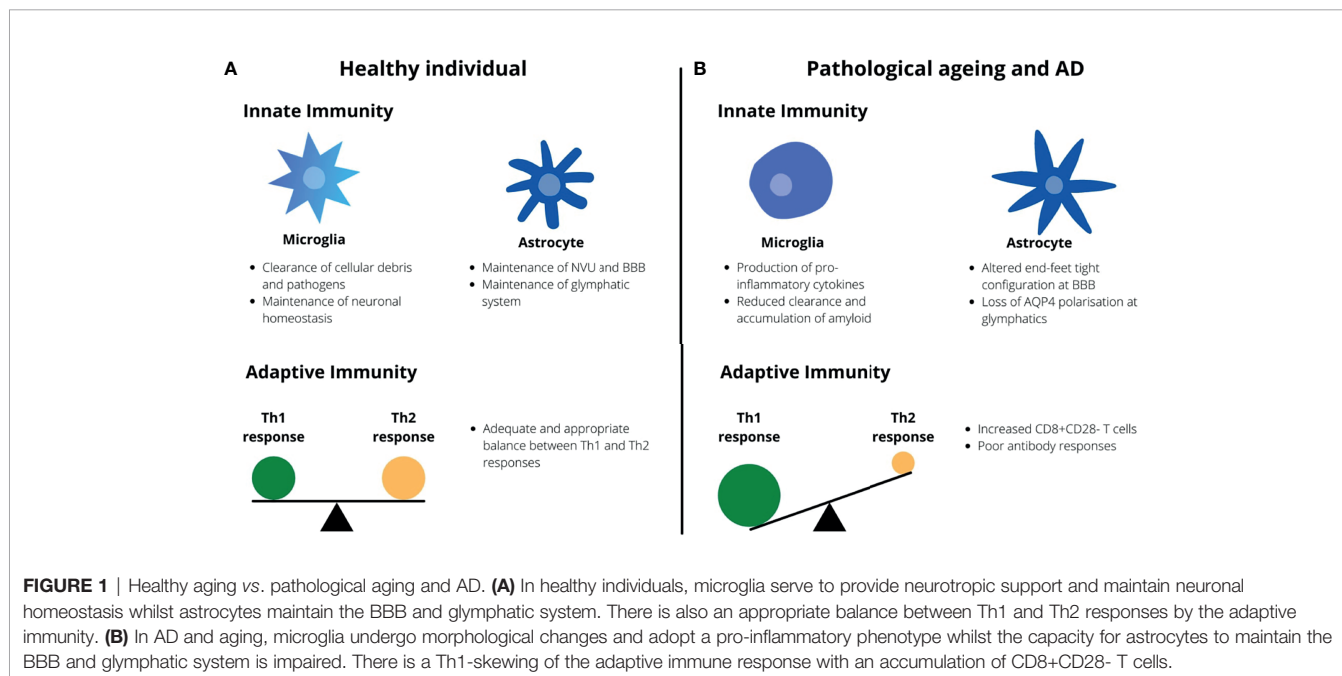 A
Healthy individual
Innate Immunity
Microglia
• Clearance of cellular debris
and pathogens
• Maintenance of neuronal
homeostasis
Astrocyte
• Maintenance of NVU and BBB
• Maintenance of glymphatic
system
Adaptive Immunity
Th1
response
Th2
response
• Adequate and appropriate
balance between Th1 and Th2
responses
B
Pathological ageing and AD
Innate Immunity
Microglia
• Production of pro-
inflammatory cytokines
• Reduced clearance and
accumulation of amyloid
Astrocyte
• Altered end-feet tight
configuration at BBB
• Loss of AQP4 polarisation at
glymphatics
Adaptive Immunity
Th1
response
Th2
response
• Increased CD8+CD28- T cells
• Poor antibody responses
FIGURE 1 | Healthy aging vs. pathological aging and AD. (A) In healthy individuals, microglia serve to provide neurotropic support and maintain neuronal
homeostasis whilst astrocytes maintain the BBB and glymphatic system. There is also an appropriate balance between Th1 and Th2 responses by the adaptive
immunity. (B) In AD and aging, microglia undergo morphological changes and adopt a pro-inflammatory phenotype whilst the capacity for astrocytes to maintain the
BBB and glymphatic system is impaired. There is a Th1-skewing of the adaptive immune response with an accumulation of CD8+CD28- T cells.